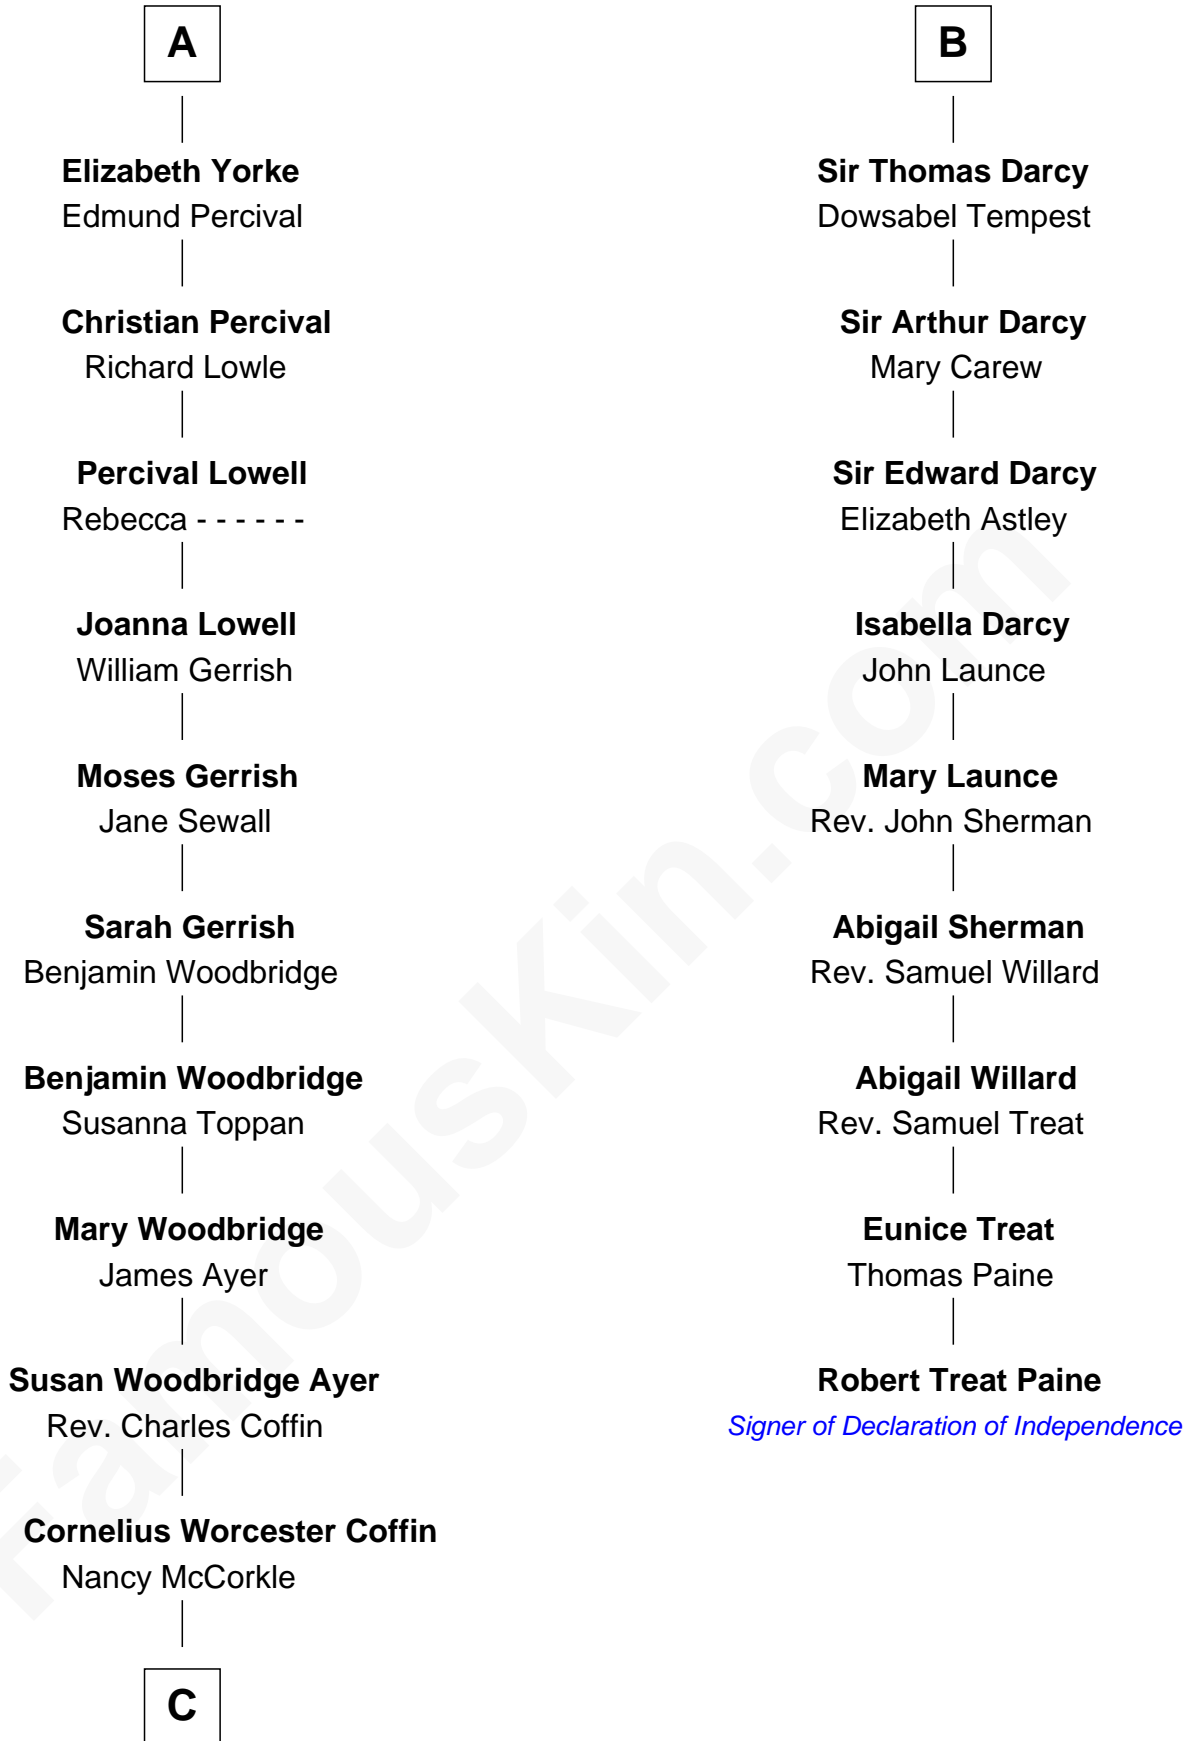 A
Elizabeth Yorke
Edmund Percival
Christian Percival
Richard Lowle
Percival Lowell
Rebecca - - - - - -
Joanna Lowell
William Gerrish
Moses Gerrish
Jane Sewall
Sarah Gerrish
Benjamin Woodbridge
Benjamin Woodbridge
Susanna Toppan
Mary Woodbridge
James Ayer
Susan Woodbridge Ayer
Rev. Charles Coffin
Cornelius Worcester Coffin
Nancy McCorkle
C
B
Sir Thomas Darcy
Dowsabel Tempest
Sir Arthur Darcy
Mary Carew
Sir Edward Darcy
Elizabeth Astley
Isabella Darcy
John Launce
Mary Launce
Rev. John Sherman
Abigail Sherman
Rev. Samuel Willard
Abigail Willard
Rev. Samuel Treat
Eunice Treat
Thomas Paine
Robert Treat Paine
Signer of Declaration of Independence
FamousKin.com